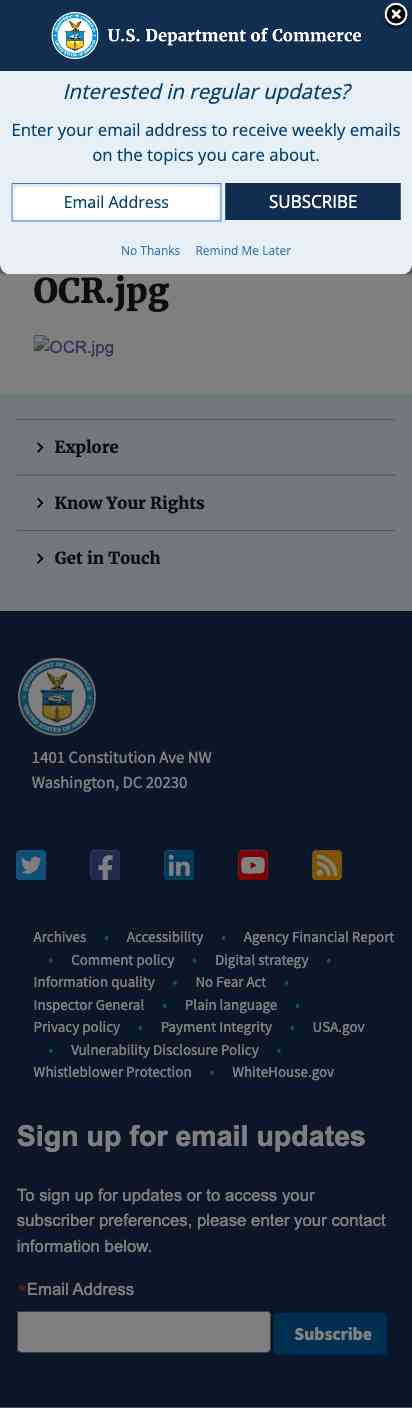 U.S. Department of Commerce
Interested in regular updates?
Enter your email address to receive weekly emails
on the topics you care about.
Email Address
SUBSCRIBE
No Thanks Remind Me Later
OCR.jpg
OCR.jpg
Explore
Know Your Rights
Get in Touch
1401 Constitution Ave NW
Washington, DC 20230
Archives • Accessibility • Agency Financial Report
• Comment policy • Digital strategy •
Information quality • No Fear Act •
Inspector General • Plain language •
Privacy policy • Payment Integrity • USA.gov
• Vulnerability Disclosure Policy •
Whistleblower Protection • WhiteHouse.gov
Sign up for email updates
To sign up for updates or to access your
subscriber preferences, please enter your contact
information below.
*Email Address
Subscribe